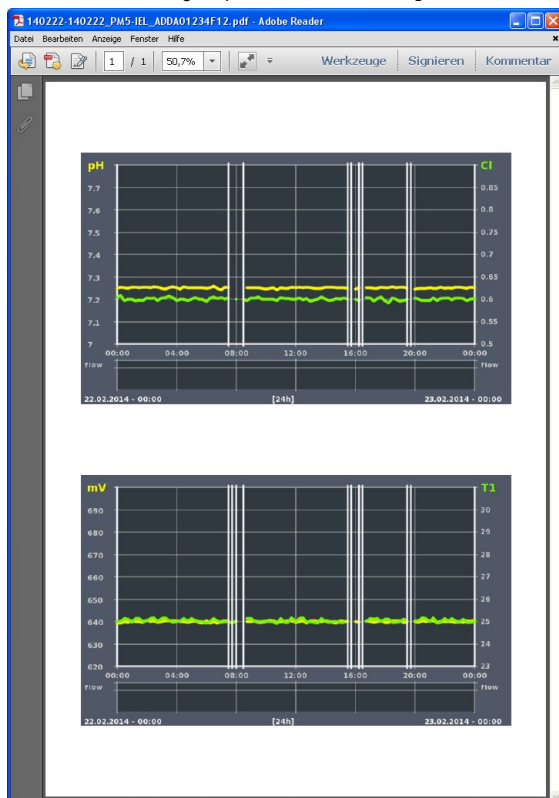 140222-140222_PM5-IEL_ADDA01234F12.pdf - Adobe Reader
Datei Bearbeiten Anzeige Fenster Hilfe
1 / 1 50,7% Werkzeuge Signieren Kommentar
pH Cl
7.7 0.85
7.6 0.8
7.5 0.75
7.4 0.7
7.3 0.65
7.2 0.6
7.1 0.55
7 0.5
00:00 04:00 08:00 12:00 16:00 20:00 00:00
flow flow
22.02.2014 - 00:00 [24h] 23.02.2014 - 00:00
mV T1
690 30
680 29
670 28
660 27
650 26
640 25
630 24
620 23
00:00 04:00 08:00 12:00 16:00 20:00 00:00
flow flow
22.02.2014 - 00:00 [24h] 23.02.2014 - 00:00